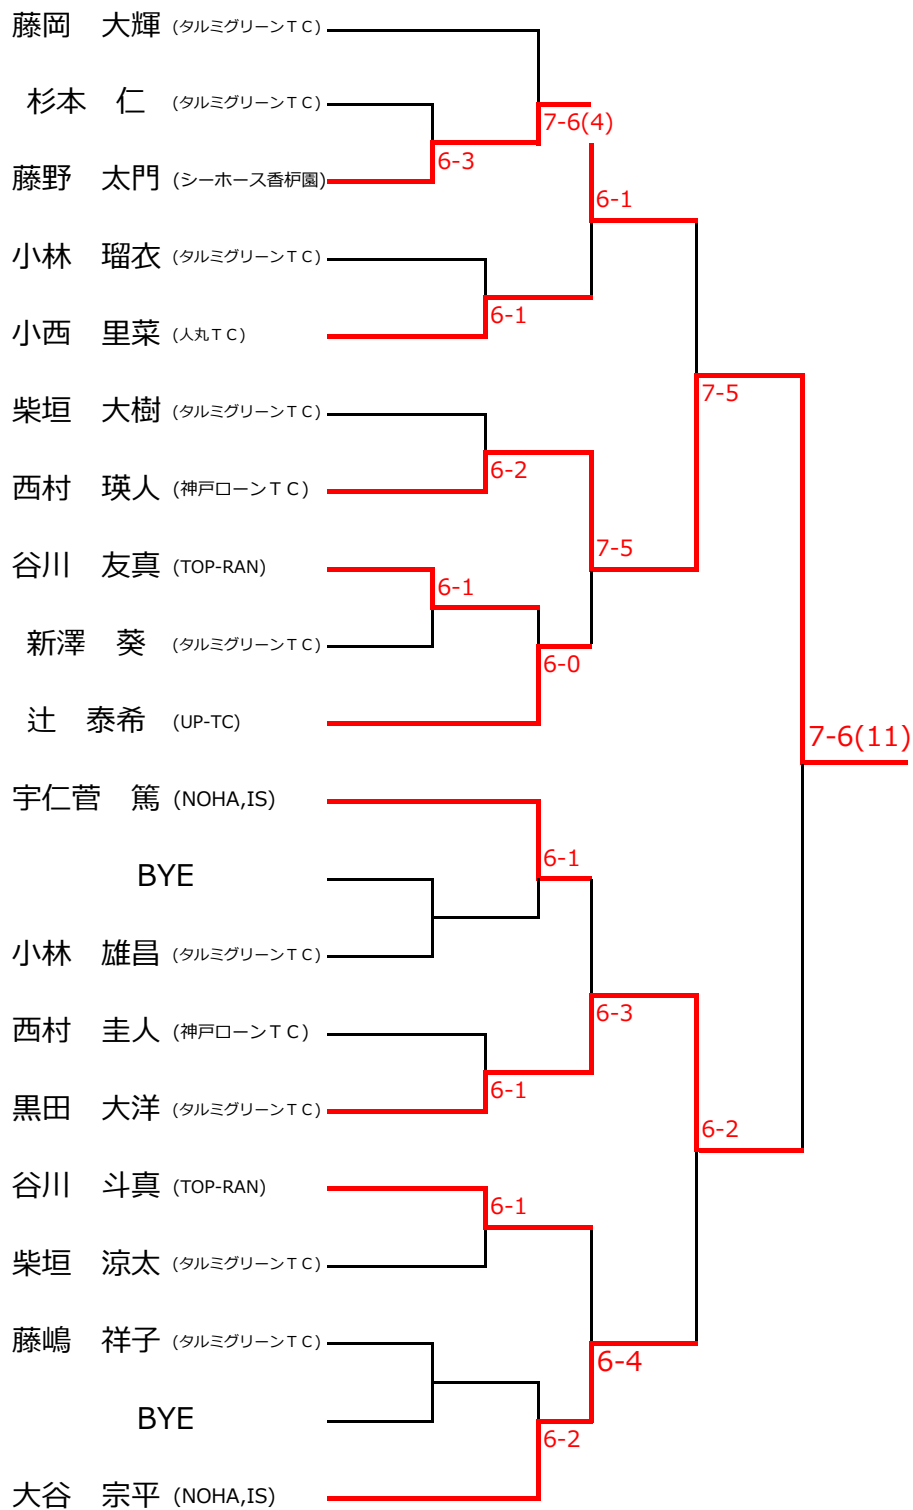 藤岡 大輝 (タルミグリーンＴＣ)
杉本 仁 (タルミグリーンＴＣ)
7-6(4)
6-3
藤野 太門 (シーホース香枦園)
6-1
小林 瑠衣 (タルミグリーンＴＣ)
6-1
小西 里菜 (人丸ＴＣ)
7-5
柴垣 大樹 (タルミグリーンＴＣ)
6-2
西村 瑛人 (神戸ローンＴＣ)
7-5
谷川 友真 (TOP-RAN)
6-1
新澤 葵 (タルミグリーンＴＣ)
6-0
辻 泰希 (UP-TC)
7-6(11)
宇仁菅 篤 (NOHA,IS)
6-1
BYE
小林 雄昌 (タルミグリーンＴＣ)
6-3
西村 圭人 (神戸ローンＴＣ)
6-1
黒田 大洋 (タルミグリーンＴＣ)
6-2
谷川 斗真 (TOP-RAN)
6-1
柴垣 涼太 (タルミグリーンＴＣ)
藤嶋 祥子 (タルミグリーンＴＣ)
6-4
BYE
6-2
大谷 宗平 (NOHA,IS)